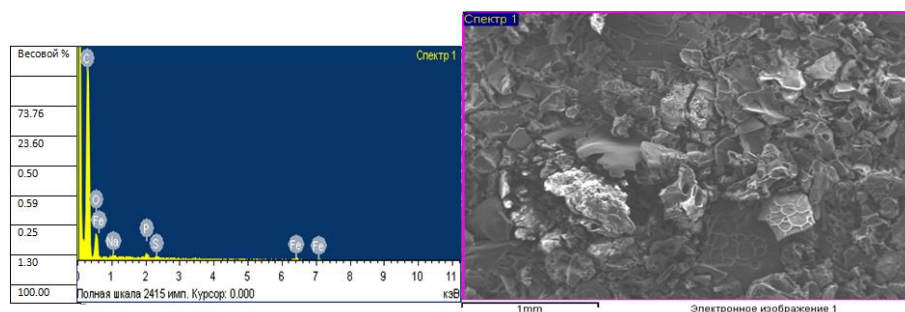 Весовой %
73.76
23.60
0.50
0.59
0.25
1.30
100.00
Спектр 1
C
O
Fe
Na
P
S
Fe
Fe
0 1 2 3 4 5 6 7 8 9 10 11
Полная шкала 2415 имп. Курсор: 0.000 кэВ
Спектр 1
1mm
Электронное изображение 1